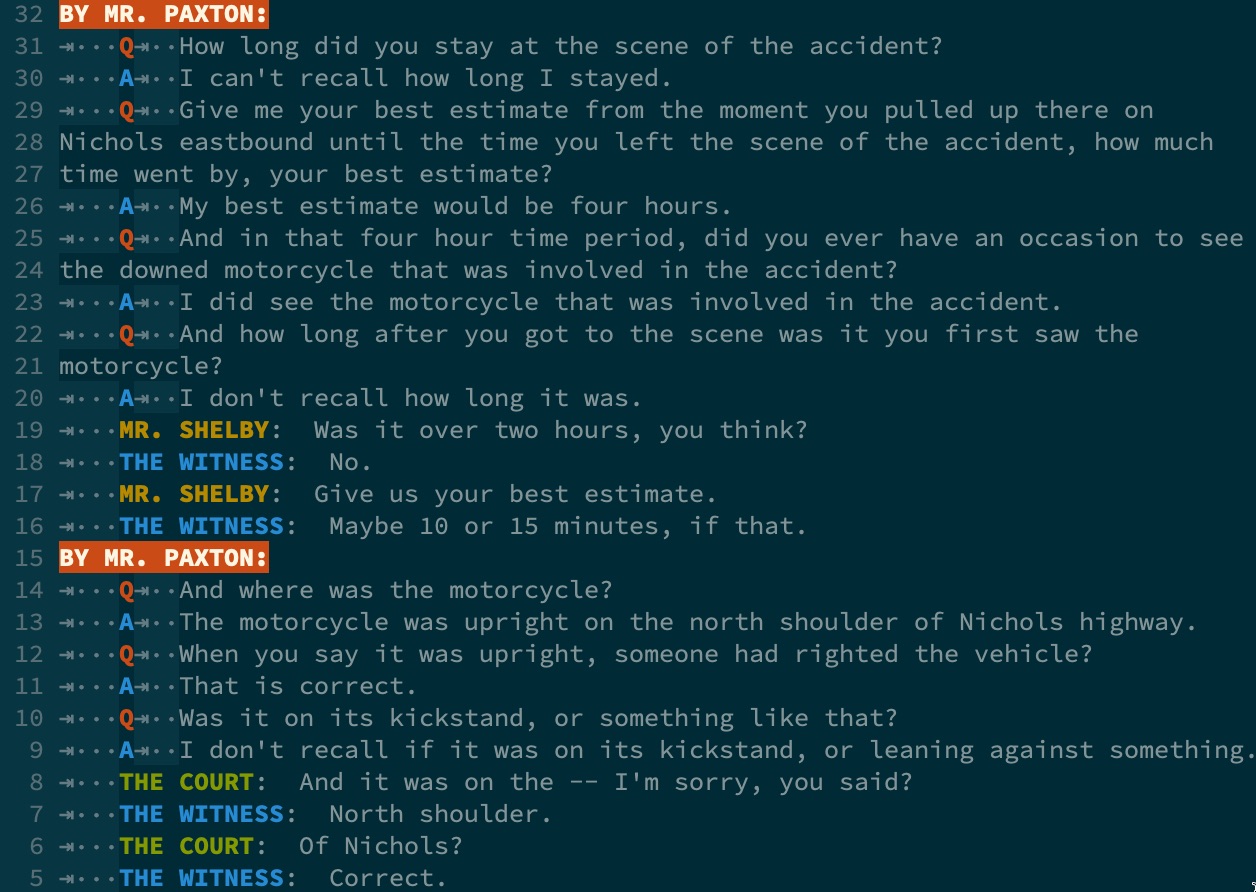 32 BY MR. PAXTON:
31 ⇥···Q⇥··How long did you stay at the scene of the accident?
30 ⇥···A⇥··I can't recall how long I stayed.
29 ⇥···Q⇥··Give me your best estimate from the moment you pulled up there on
28 Nichols eastbound until the time you left the scene of the accident, how much
27 time went by, your best estimate?
26 ⇥···A⇥··My best estimate would be four hours.
25 ⇥···Q⇥··And in that four hour time period, did you ever have an occasion to see
24 the downed motorcycle that was involved in the accident?
23 ⇥···A⇥··I did see the motorcycle that was involved in the accident.
22 ⇥···Q⇥··And how long after you got to the scene was it you first saw the
21 motorcycle?
20 ⇥···A⇥··I don't recall how long it was.
19 ⇥···MR. SHELBY:  Was it over two hours, you think?
18 ⇥···THE WITNESS:  No.
17 ⇥···MR. SHELBY:  Give us your best estimate.
16 ⇥···THE WITNESS:  Maybe 10 or 15 minutes, if that.
15 BY MR. PAXTON:
14 ⇥···Q⇥··And where was the motorcycle?
13 ⇥···A⇥··The motorcycle was upright on the north shoulder of Nichols highway.
12 ⇥···Q⇥··When you say it was upright, someone had righted the vehicle?
11 ⇥···A⇥··That is correct.
10 ⇥···Q⇥··Was it on its kickstand, or something like that?
9 ⇥···A⇥··I don't recall if it was on its kickstand, or leaning against something.
8 ⇥···THE COURT:  And it was on the -- I'm sorry, you said?
7 ⇥···THE WITNESS:  North shoulder.
6 ⇥···THE COURT:  Of Nichols?
5 ⇥···THE WITNESS:  Correct.